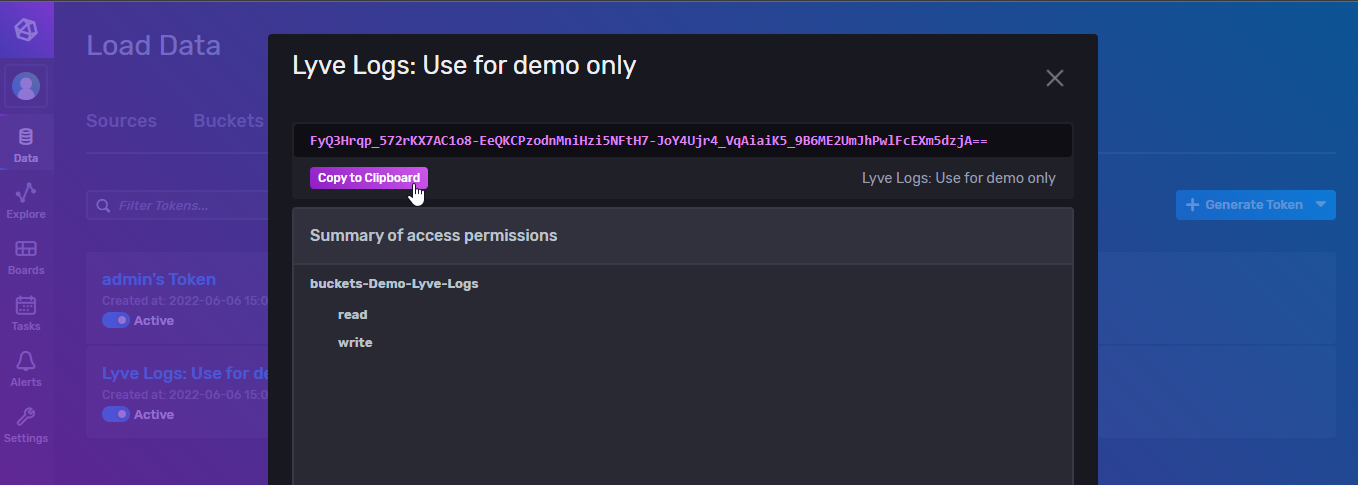 Load Data
Lyve Logs: Use for demo only
Sources
Buckets
FyQ3Hrqp_572rKX7AC1o8-EeQKCPzodnMniHzi5NFtH7-JoY4Ujr4_VqAiaiK5_9B6ME2UmJhPwlFcEXm5dzjA==
Data
Copy to Clipboard
Lyve Logs: Use for demo only
Filter Tokens...
Generate Token
Explore
Summary of access permissions
Boards
admin's Token
Created at: 2022-06-06 15:0
Active
buckets-Demo-Lyve-Logs
read
write
Tasks
Lyve Logs: Use for de
Created at: 2022-06-06 15:0
Active
Alerts
Settings